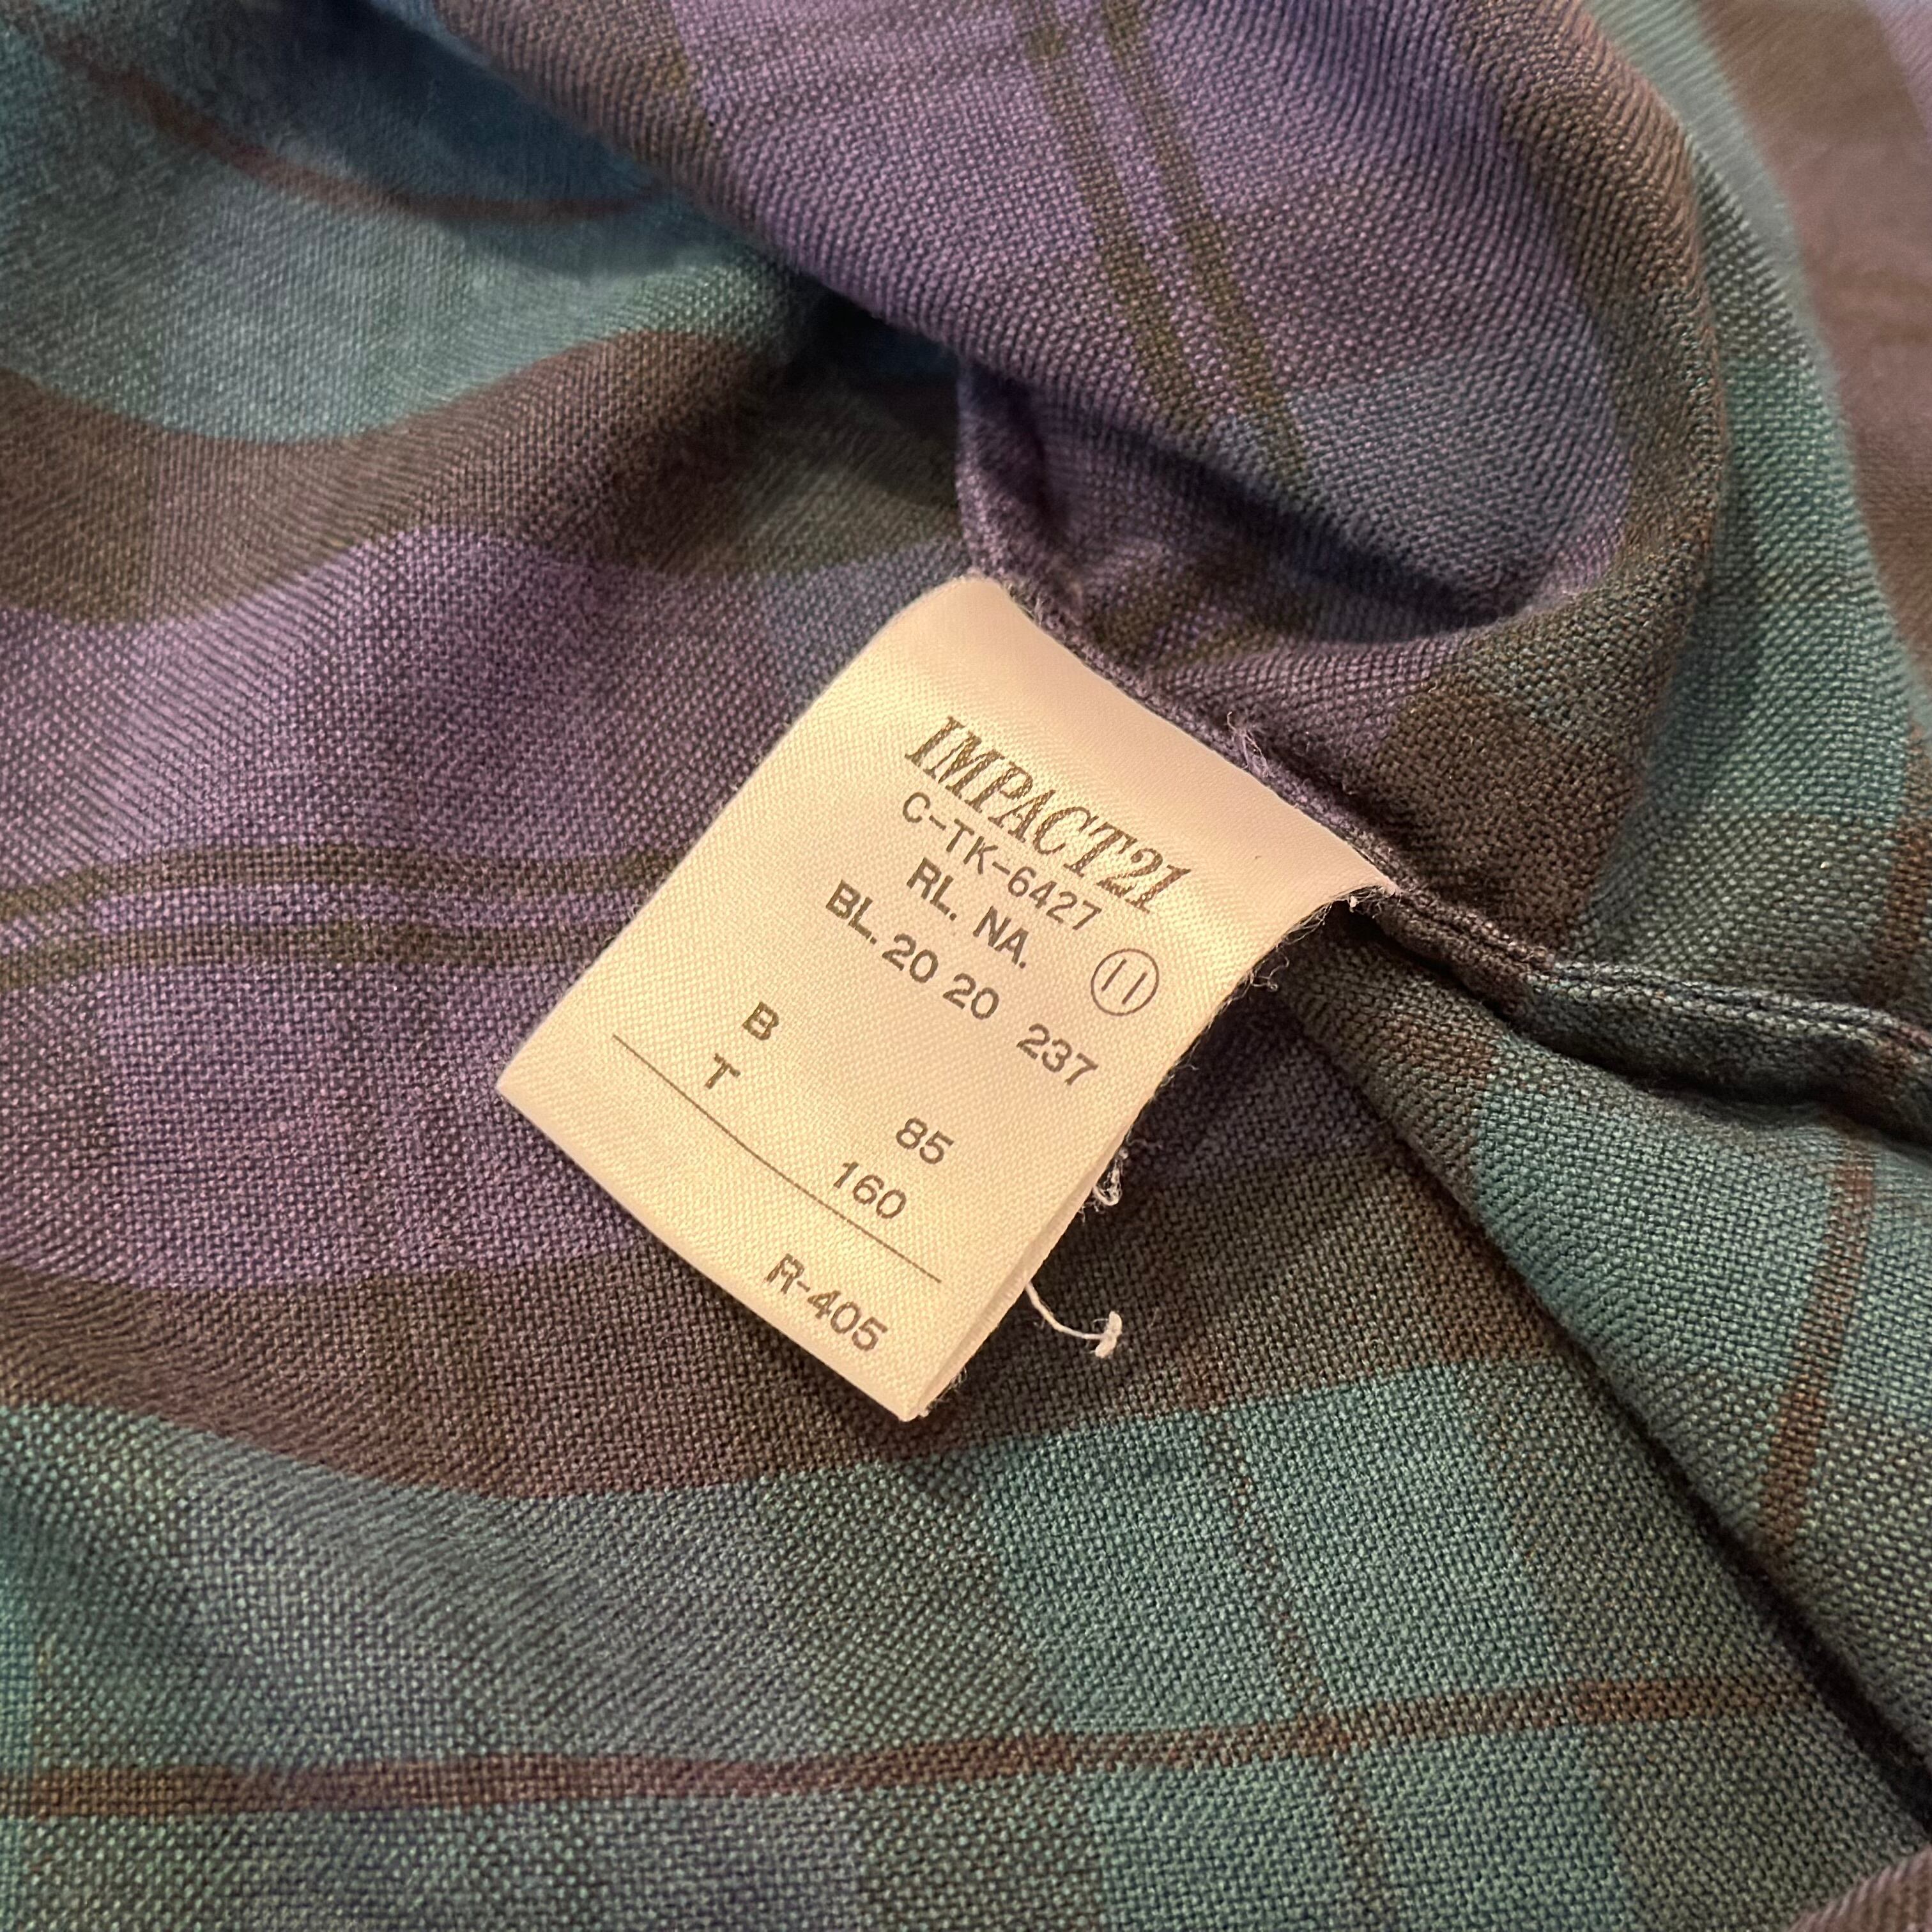 IMPACT21
C-TK-6427
RL. NA. 11
BL. 20 20 237
B 85
T 160
R-405